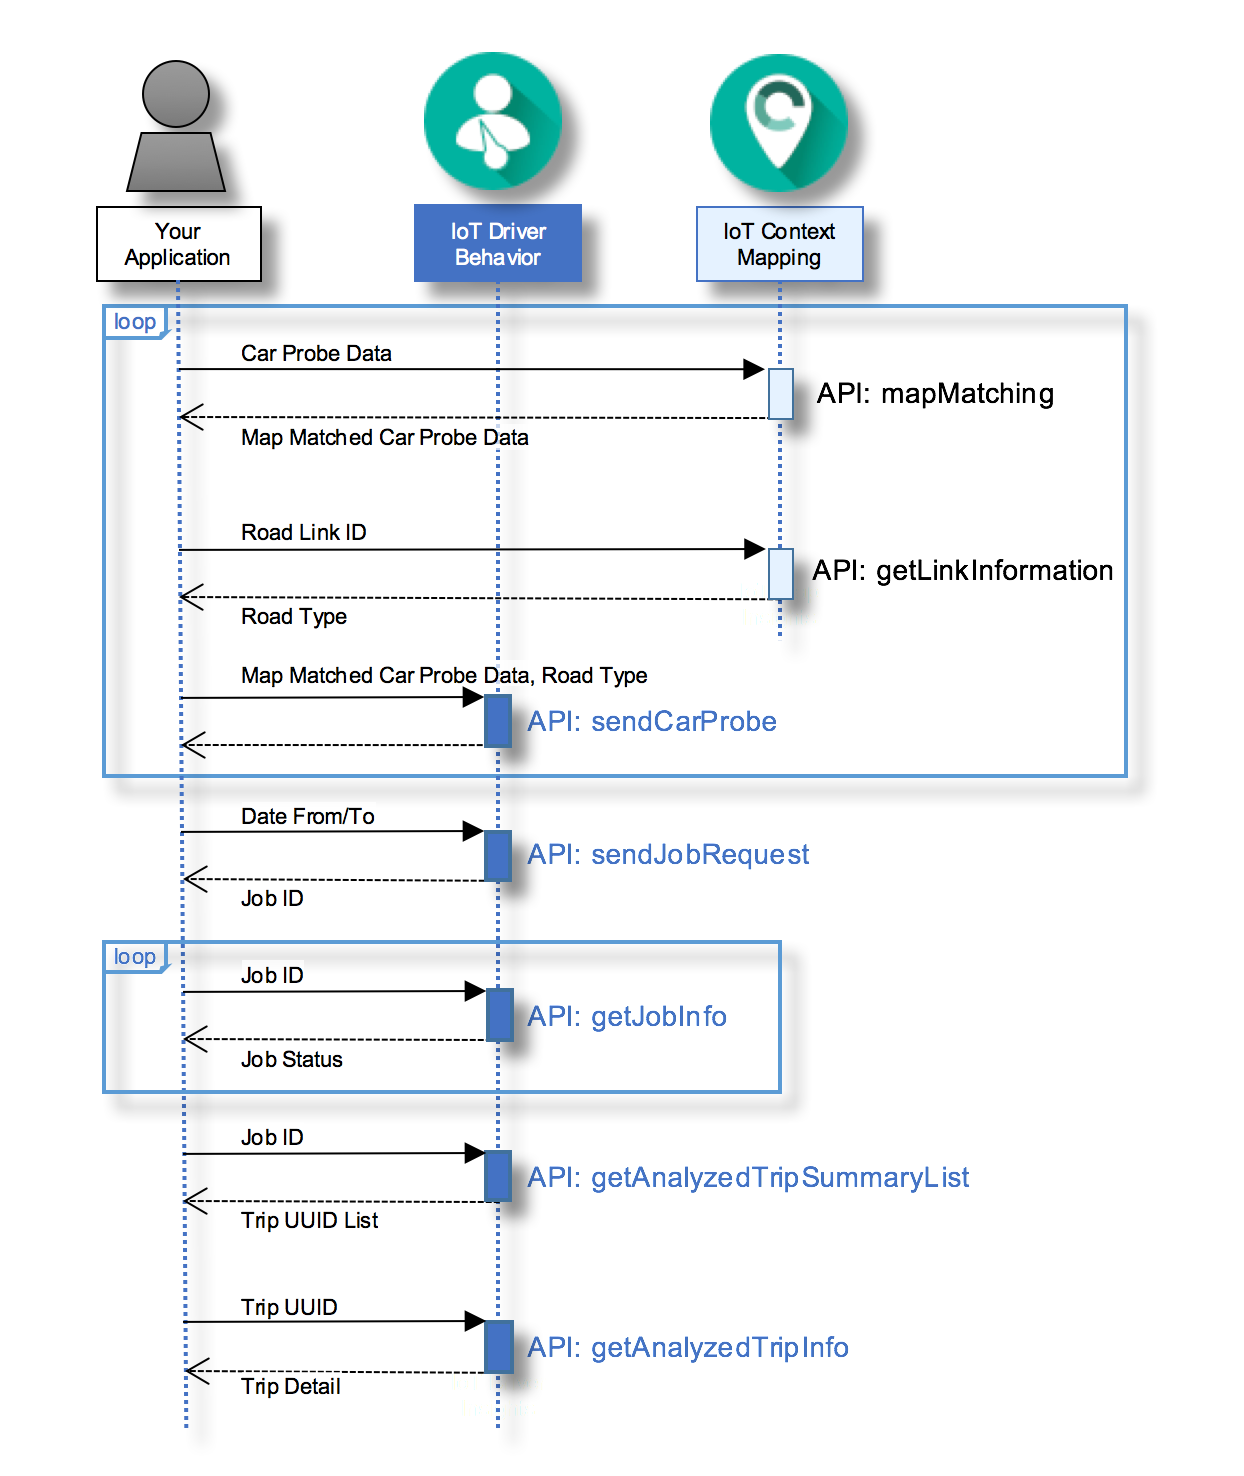 Your
Application
IoT Driver
Behavior
IoT Context
Mapping
loop
Car Probe Data
API: mapMatching
Map Matched Car Probe Data
Road Link ID
API: getLinkInformation
Road Type
Map Matched Car Probe Data, Road Type
API: sendCarProbe
Date From/To
API: sendJobRequest
Job ID
loop
Job ID
API: getJobInfo
Job Status
Job ID
API: getAnalyzedTripSummaryList
Trip UUID List
Trip UUID
API: getAnalyzedTripInfo
Trip Detail